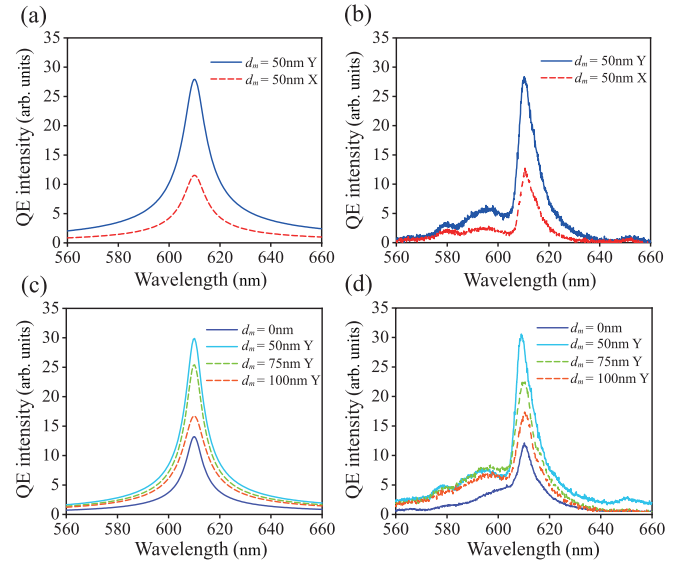 (a)
QE intensity (arb. units)
35
30
25
20
15
10
5
0
dm = 50nm Y
dm = 50nm X
560 580 600 620 640 660
Wavelength (nm)
(b)
QE intensity (arb. units)
35
30
25
20
15
10
5
0
dm = 50nm Y
dm = 50nm X
560 580 600 620 640 660
Wavelength (nm)
(c)
QE intensity (arb. units)
35
30
25
20
15
10
5
0
dm = 0nm
dm = 50nm Y
dm = 75nm Y
dm = 100nm Y
560 580 600 620 640 660
Wavelength (nm)
(d)
QE intensity (arb. units)
35
30
25
20
15
10
5
0
dm = 0nm
dm = 50nm Y
dm = 75nm Y
dm = 100nm Y
560 580 600 620 640 660
Wavelength (nm)